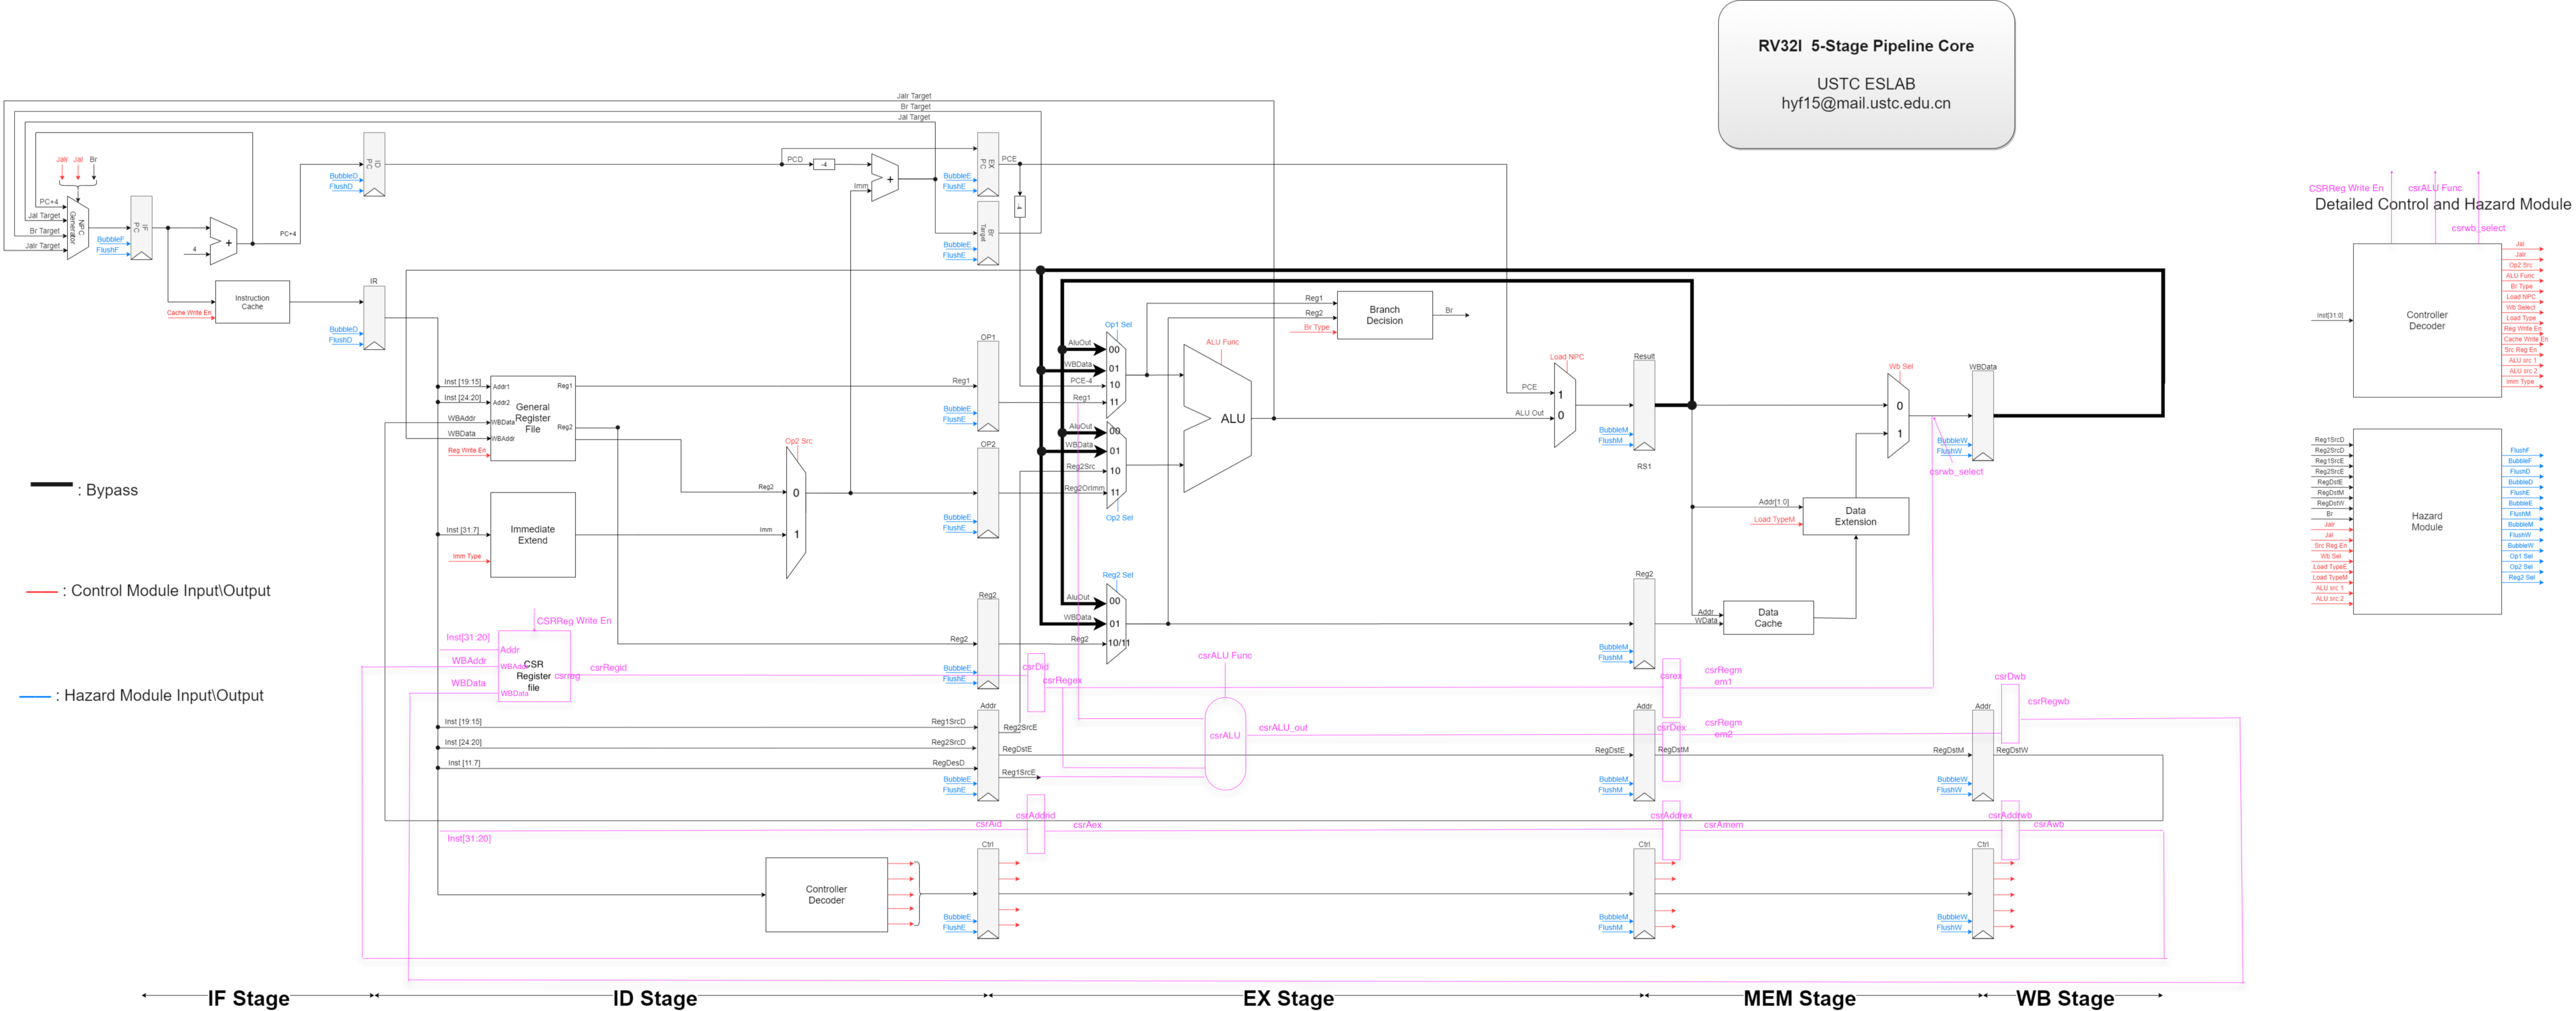 RV32I 5-Stage Pipeline Core
USTC ESLAB
hyf15@mail.ustc.edu.cn
Jalr Target
Br Target
Jal Target
Jalr
Jal
Br
PC+4
Jal Target
Br Target
Jalr Target
NPC
Generator
IF
PC
BubbleF
FlushF
4
+
PC+4
Instruction
Cache
Cache Write En
ID
PC
BubbleD
FlushD
IR
BubbleD
FlushD
PCD
-4
Imm
+
EX
PC
PCE
BubbleE
FlushE
-4
Br
Target
BubbleE
FlushE
Inst [19:15]
Inst [24:20]
WBAddr
WBData
Reg Write En
Addr1
Addr2
WBData
WBAddr
General
Register
File
Reg1
Reg2
Inst [31:7]
Imm Type
Immediate
Extend
Op2 Src
Reg2
0
Imm
1
OP1
Reg1
BubbleE
FlushE
OP2
BubbleE
FlushE
Reg2
Reg2
BubbleE
FlushE
Op1 Sel
AluOut
00
WBData
01
PCE-4
10
Reg1
11
AluOut
00
WBData
01
Reg2Src
10
Reg2OrImm
11
Op2 Sel
Reg2 Sel
AluOut
00
WBData
01
Reg2
10/11
Reg1
Reg2
Br Type
Branch
Decision
Br
ALU Func
ALU
Load NPC
PCE
1
ALU Out
0
Result
BubbleM
FlushM
RS1
Wb Sel
0
1
WBData
BubbleW
FlushW
csrwb_select
Addr[1:0]
Load TypeM
Data
Extension
Reg2
Addr
WData
BubbleM
FlushM
Data
Cache
: Bypass
: Control Module Input\Output
: Hazard Module Input\Output
CSRReg Write En
Inst[31:20]
Addr
WBAddr
WBAddr
WBData
WBData
CSR
Register
file
csrreg
csrRegid
csrDid
csrRegex
csrALU Func
csrALU
csrALU_out
csrex
csrRegm
em1
csrDex
csrRegm
em2
csrDwb
csrRegwb
Inst [19:15]
Inst [24:20]
Inst [11:7]
Reg1SrcD
Reg2SrcD
RegDesD
BubbleE
FlushE
Addr
Reg2SrcE
RegDstE
Reg1SrcE
RegDstE
Addr
RegDstM
BubbleM
FlushM
RegDstM
Addr
RegDstW
BubbleW
FlushW
Inst[31:20]
csrAid
csrAddrid
csrAex
csrAddrex
csrAmem
csrAddrwb
csrAwb
Controller
Decoder
Ctrl
BubbleE
FlushE
Ctrl
BubbleM
FlushM
Ctrl
BubbleW
FlushW
CSRReg Write En
csrALU Func
Detailed Control and Hazard Module
csrwb_select
Inst[31:0]
Controller
Decoder
Jal
Jalr
Op2 Src
ALU Func
Br Type
Load NPC
Wb Select
Load Type
Reg Write En
Cache Write En
Src Reg En
ALU src 1
ALU src 2
Imm Type
Reg1SrcD
Reg2SrcD
Reg1SrcE
Reg2SrcE
RegDstE
RegDstM
RegDstW
Br
Jalr
Jal
Src Reg En
Wb Sel
Load TypeE
Load TypeM
ALU src 1
ALU src 2
Hazard
Module
FlushF
BubbleF
FlushD
BubbleD
FlushE
BubbleE
FlushM
BubbleM
FlushW
BubbleW
Op1 Sel
Op2 Sel
Reg2 Sel
IF Stage
ID Stage
EX Stage
MEM Stage
WB Stage